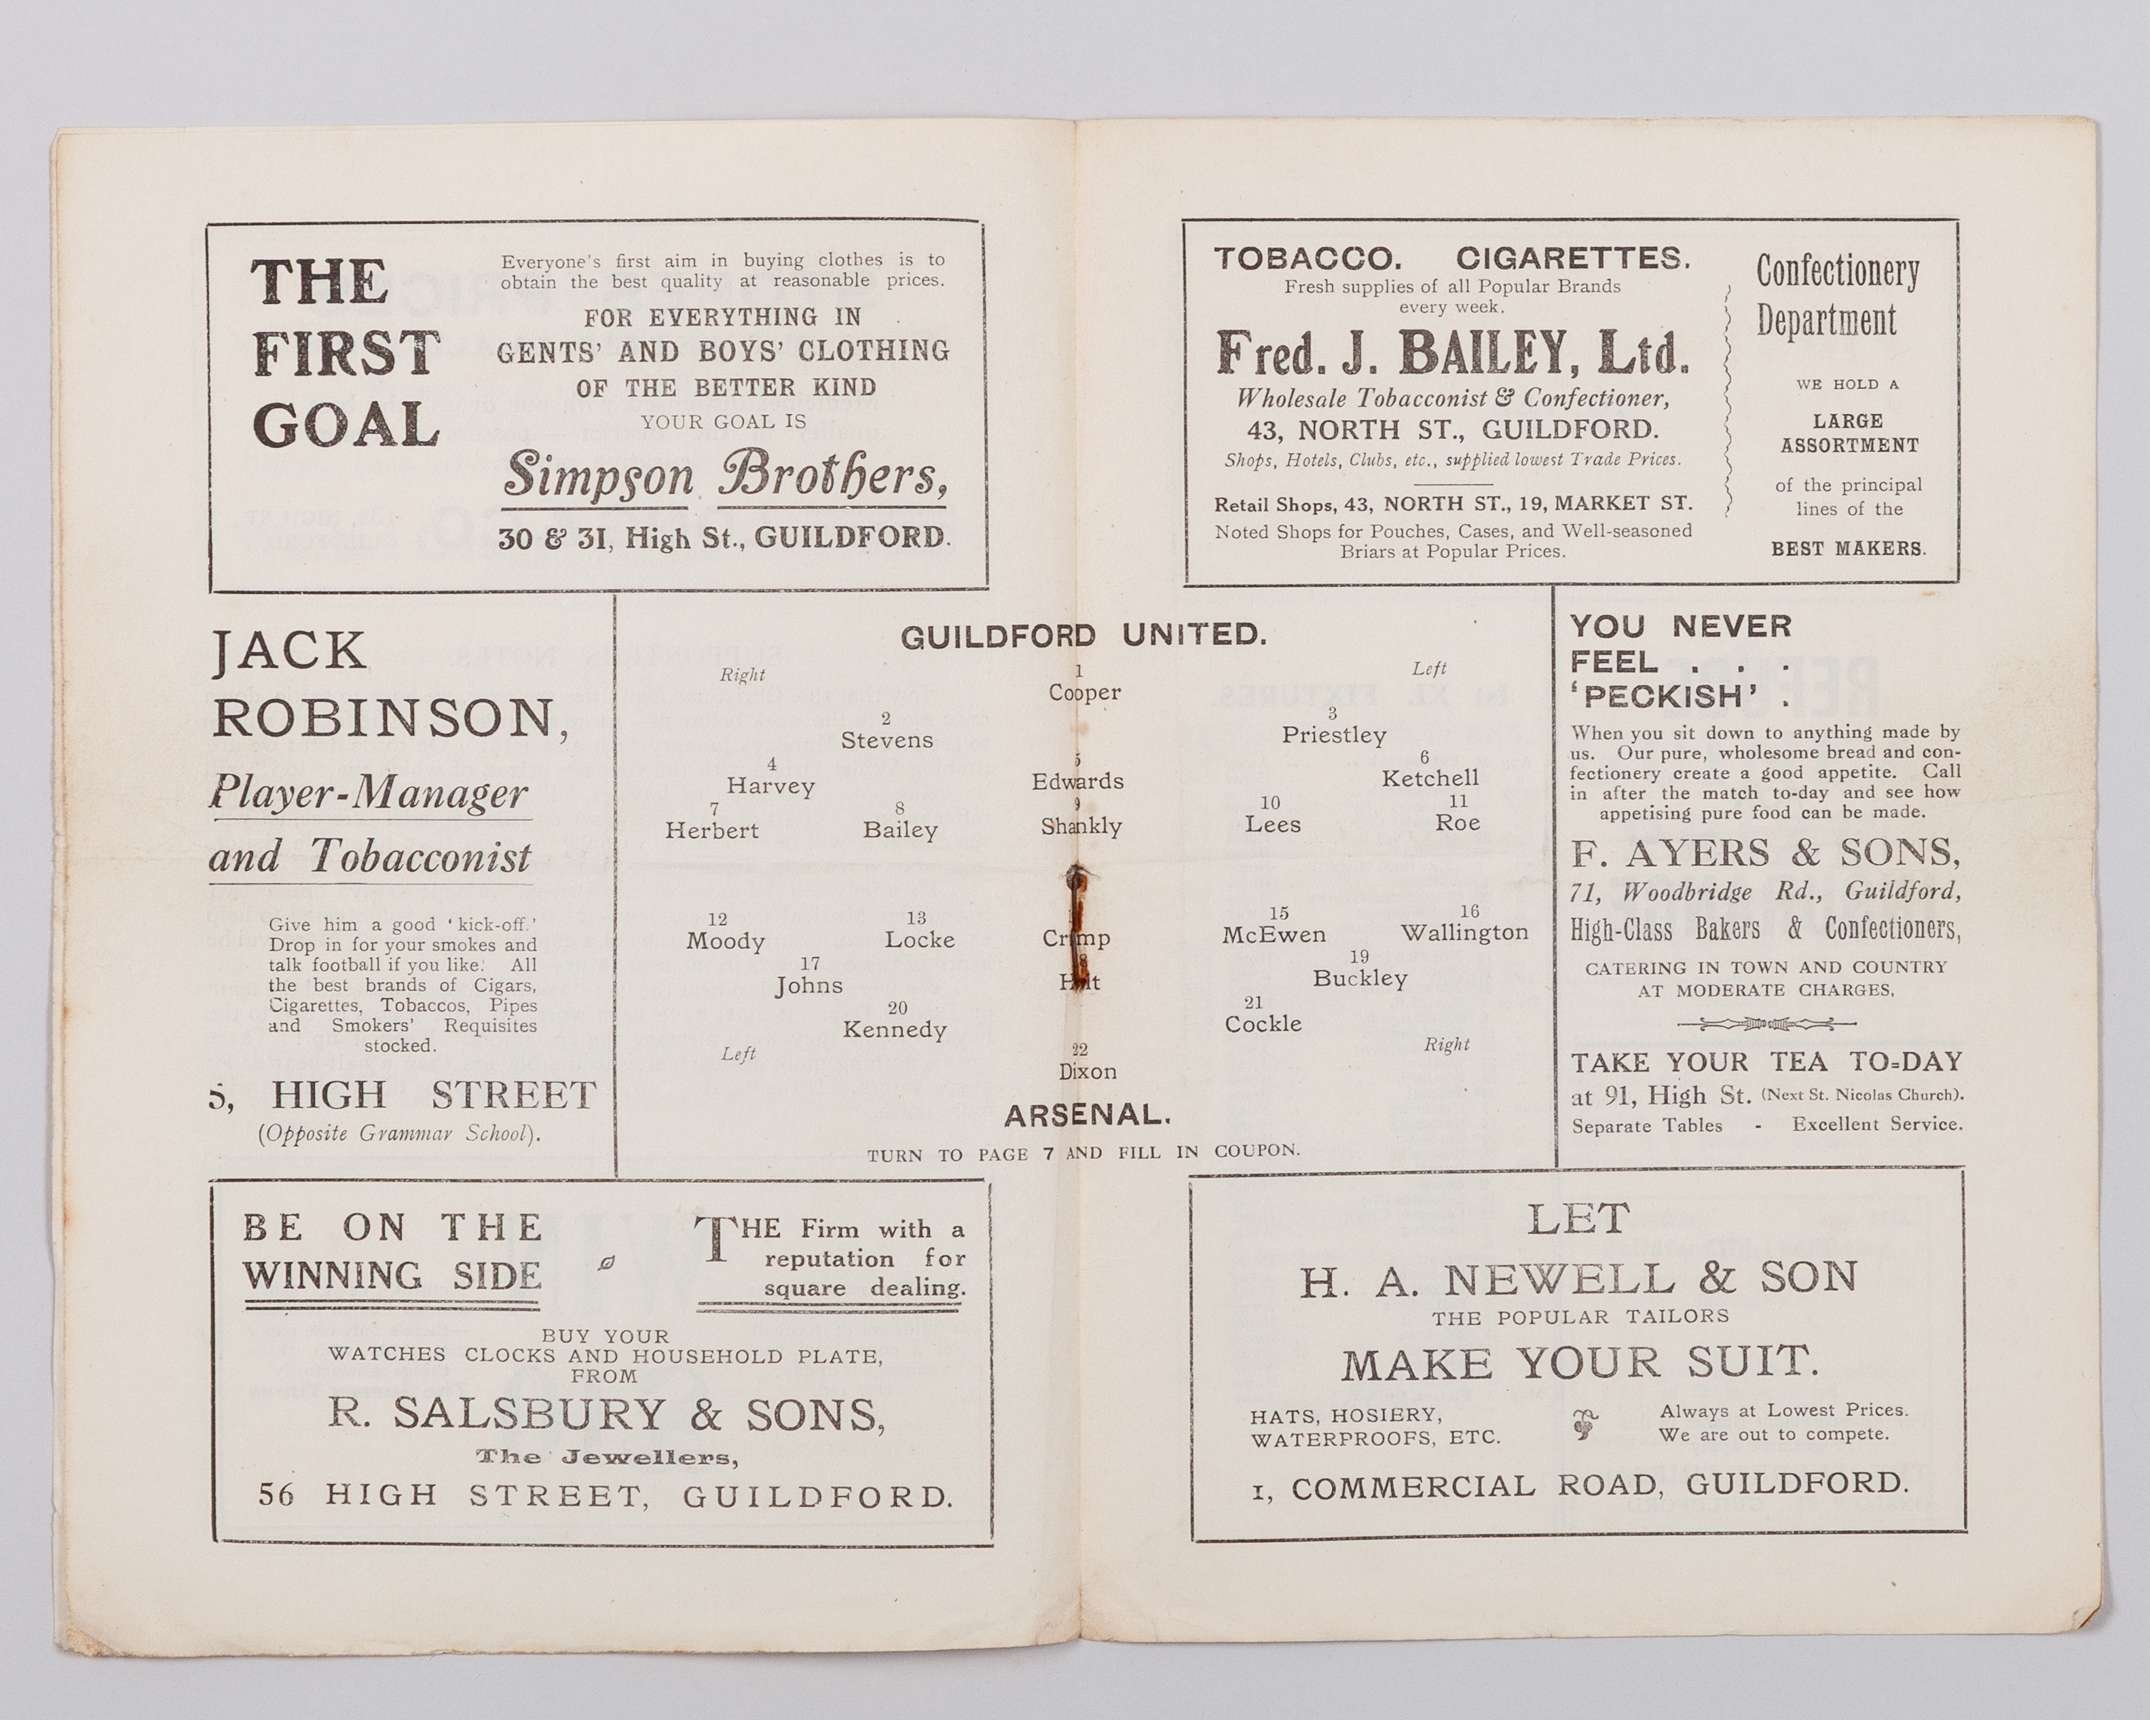 THE
FIRST
GOAL
Everyone's first aim in buying clothes is to
obtain the best quality at reasonable prices.
FOR EVERYTHING IN
GENTS' AND BOYS' CLOTHING
OF THE BETTER KIND
YOUR GOAL IS
Simpson Brothers,
30 & 31, High St., GUILDFORD.
TOBACCO. CIGARETTES.
Fresh supplies of all Popular Brands
every week.
Fred. J. BAILEY, Ltd.
Wholesale Tobacconist & Confectioner,
43, NORTH ST., GUILDFORD.
Shops, Hotels, Clubs, etc., supplied lowest Trade Prices.
Retail Shops, 43, NORTH ST., 19, MARKET ST.
Noted Shops for Pouches, Cases, and Well-seasoned
Briars at Popular Prices.
Confectionery
Department
WE HOLD A
LARGE
ASSORTMENT
of the principal
lines of the
BEST MAKERS.
JACK
ROBINSON,
Player-Manager
and Tobacconist
Give him a good 'kick-off.'
Drop in for your smokes and
talk football if you like. All
the best brands of Cigars,
Cigarettes, Tobaccos, Pipes
and Smokers' Requisites
stocked.
5, HIGH STREET
(Opposite Grammar School).
GUILDFORD UNITED.
Right 1 Left
Cooper
2 3
Stevens Priestley
4 5 6
Harvey Edwards Ketchell
7 8 9 10 11
Herbert Bailey Shankly Lees Roe
12 13 15 16
Moody Locke McEwen Wallington
17 19
Johns Buckley
20 21
Kennedy Cockle
Left 22 Right
Dixon
ARSENAL.
TURN TO PAGE 7 AND FILL IN COUPON.
YOU NEVER
FEEL . . .
'PECKISH' .
When you sit down to anything made by
us. Our pure, wholesome bread and con-
fectionery create a good appetite. Call
in after the match to-day and see how
appetising pure food can be made.
F. AYERS & SONS,
71, Woodbridge Rd., Guildford,
High-Class Bakers & Confectioners,
CATERING IN TOWN AND COUNTRY
AT MODERATE CHARGES.
TAKE YOUR TEA TO=DAY
at 91, High St. (Next St. Nicolas Church).
Separate Tables - Excellent Service.
BE ON THE
WINNING SIDE
THE Firm with a
reputation for
square dealing.
BUY YOUR
WATCHES CLOCKS AND HOUSEHOLD PLATE,
FROM
R. SALSBURY & SONS,
The Jewellers,
56 HIGH STREET, GUILDFORD.
LET
H. A. NEWELL & SON
THE POPULAR TAILORS
MAKE YOUR SUIT.
HATS, HOSIERY,
WATERPROOFS, ETC.
Always at Lowest Prices.
We are out to compete.
1, COMMERCIAL ROAD, GUILDFORD.